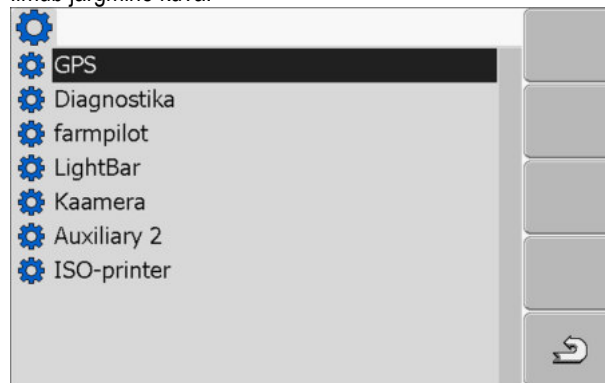 GPS
Diagnostika
farmpilot
LightBar
Kaamera
Auxiliary 2
ISO-printer